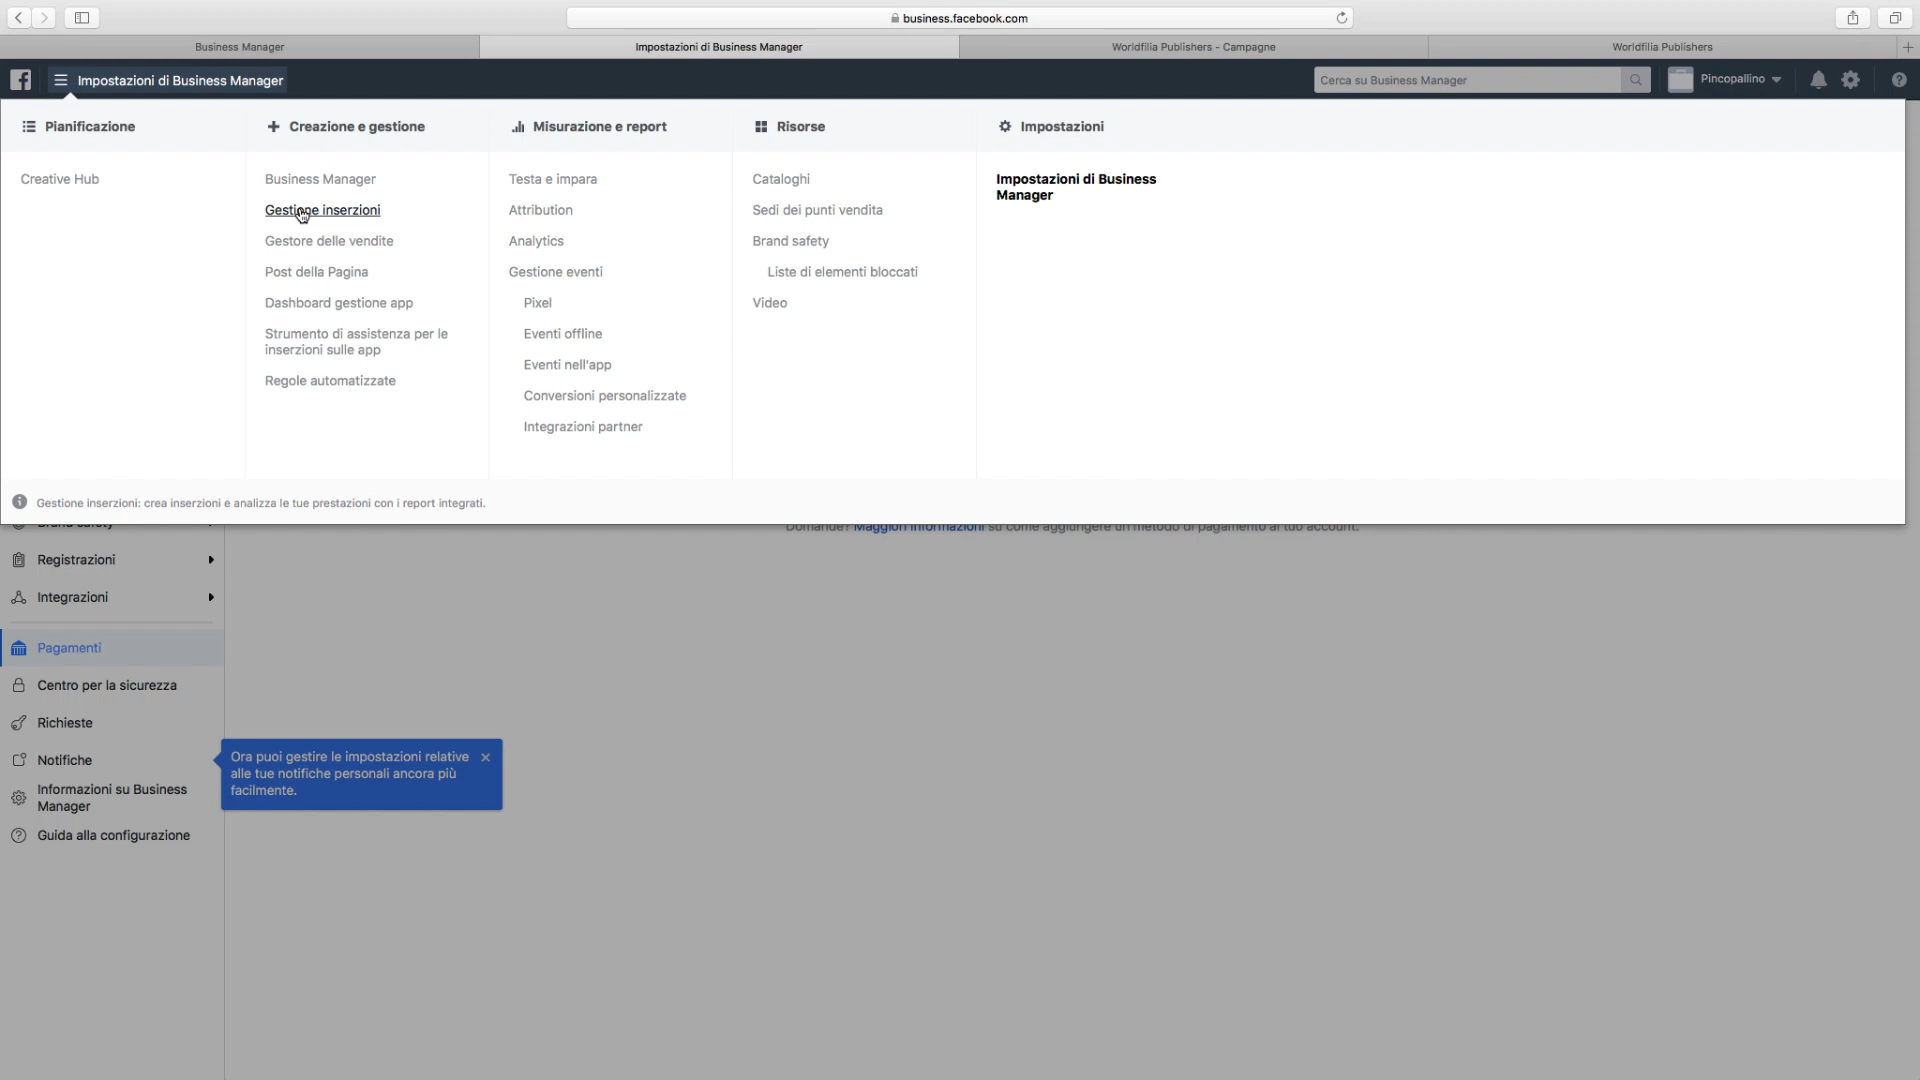 business.facebook.com
Business Manager
Impostazioni di Business Manager
Worldfilia Publishers - Campagne
Worldfilia Publishers
Impostazioni di Business Manager
Cerca su Business Manager
Pincopallino
Pianificazione
Creative Hub
Creazione e gestione
Business Manager
Gestione inserzioni
Gestore delle vendite
Post della Pagina
Dashboard gestione app
Strumento di assistenza per le
inserzioni sulle app
Regole automatizzate
Misurazione e report
Testa e impara
Attribution
Analytics
Gestione eventi
Pixel
Eventi offline
Eventi nell'app
Conversioni personalizzate
Integrazioni partner
Risorse
Cataloghi
Sedi dei punti vendita
Brand safety
Liste di elementi bloccati
Video
Impostazioni
Impostazioni di Business
Manager
Gestione inserzioni: crea inserzioni e analizza le tue prestazioni con i report integrati.
Domande? Maggiori informazioni su come aggiungere un metodo di pagamento al tuo account.
Brand safety
Registrazioni
Integrazioni
Pagamenti
Centro per la sicurezza
Richieste
Notifiche
Informazioni su Business
Manager
Guida alla configurazione
Ora puoi gestire le impostazioni relative
alle tue notifiche personali ancora più
facilmente.